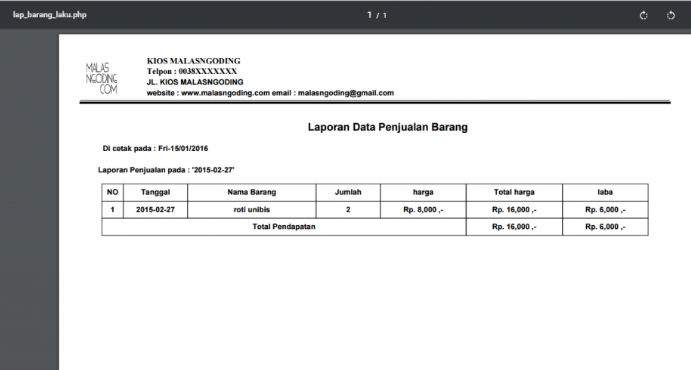 lap_barang_laku.php
1 / 1
MALAS
NGODING
.COM
KIOS MALASNGODING
Telpon : 0038XXXXXXX
JL. KIOS MALASNGODING
website : www.malasngoding.com email : malasngoding@gmail.com
Laporan Data Penjualan Barang
Di cetak pada : Fri-15/01/2016
Laporan Penjualan pada : '2015-02-27'
NO Tanggal Nama Barang Jumlah harga Total harga laba
1 2015-02-27 roti unibis 2 Rp. 8,000 ,- Rp. 16,000 ,- Rp. 6,000 ,-
Total Pendapatan Rp. 16,000 ,- Rp. 6,000 ,-